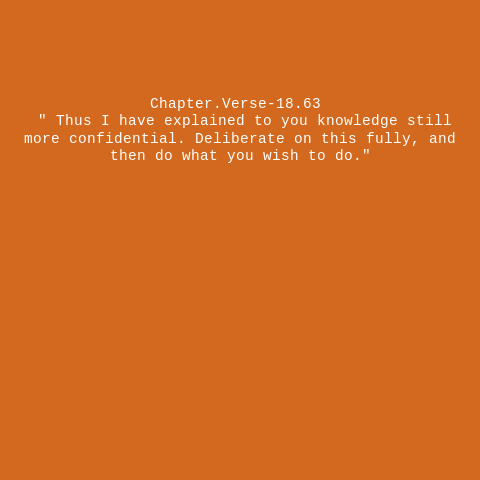 Chapter.Verse-18.63
" Thus I have explained to you knowledge still
more confidential. Deliberate on this fully, and
then do what you wish to do."